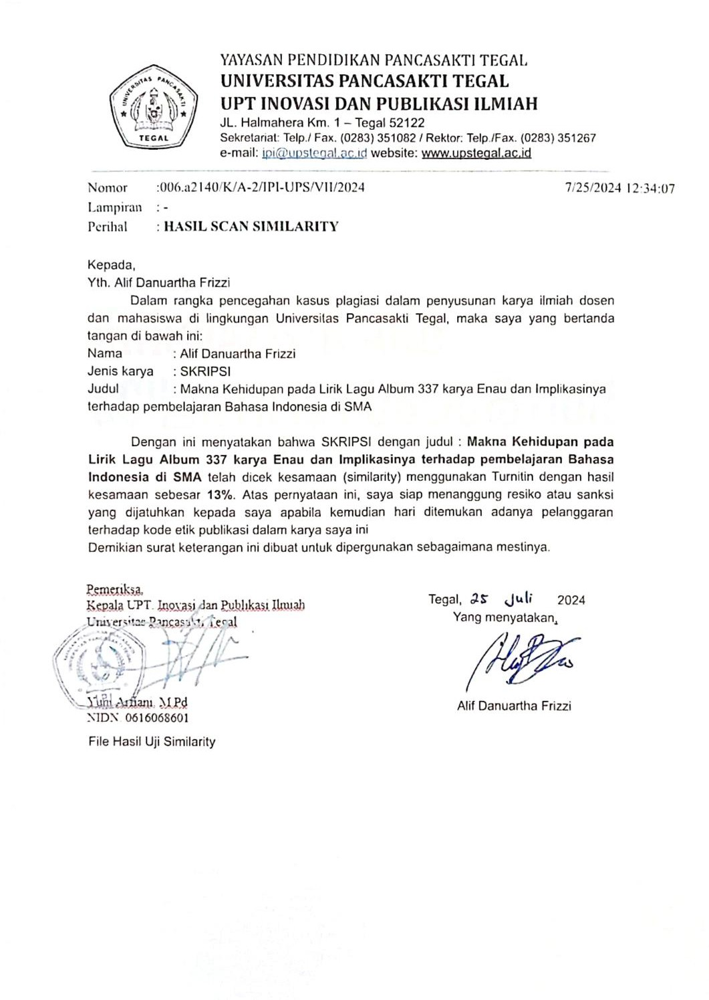 YAYASAN PENDIDIKAN PANCASAKTI TEGAL
UNIVERSITAS PANCASAKTI TEGAL
UPT INOVASI DAN PUBLIKASI ILMIAH
JL. Halmahera Km. 1 – Tegal 52122
Sekretariat: Telp./ Fax. (0283) 351082 / Rektor: Telp./Fax. (0283) 351267
e-mail: ipi@upstegal.ac.id website: www.upstegal.ac.id
UNIVERSITAS PANCASAKTI
TEGAL
Nomor :006.a2140/K/A-2/IPI-UPS/VII/2024 7/25/2024 12:34:07
Lampiran : -
Perihal : HASIL SCAN SIMILARITY
Kepada,
Yth. Alif Danuartha Frizzi
Dalam rangka pencegahan kasus plagiasi dalam penyusunan karya ilmiah dosen
dan mahasiswa di lingkungan Universitas Pancasakti Tegal, maka saya yang bertanda
tangan di bawah ini:
Nama : Alif Danuartha Frizzi
Jenis karya : SKRIPSI
Judul : Makna Kehidupan pada Lirik Lagu Album 337 karya Enau dan Implikasinya
terhadap pembelajaran Bahasa Indonesia di SMA
Dengan ini menyatakan bahwa SKRIPSI dengan judul : Makna Kehidupan pada
Lirik Lagu Album 337 karya Enau dan Implikasinya terhadap pembelajaran Bahasa
Indonesia di SMA telah dicek kesamaan (similarity) menggunakan Turnitin dengan hasil
kesamaan sebesar 13%. Atas pernyataan ini, saya siap menanggung resiko atau sanksi
yang dijatuhkan kepada saya apabila kemudian hari ditemukan adanya pelanggaran
terhadap kode etik publikasi dalam karya saya ini
Demikian surat keterangan ini dibuat untuk dipergunakan sebagaimana mestinya.
Pemeriksa,
Kepala UPT. Inovasi dan Publikasi Ilmiah
Universitas Pancasakti Tegal
Yuni Arfiani, M.Pd
NIDN. 0616068601
File Hasil Uji Similarity
Tegal, 25 Juli 2024
Yang menyatakan,
Alif Danuartha Frizzi